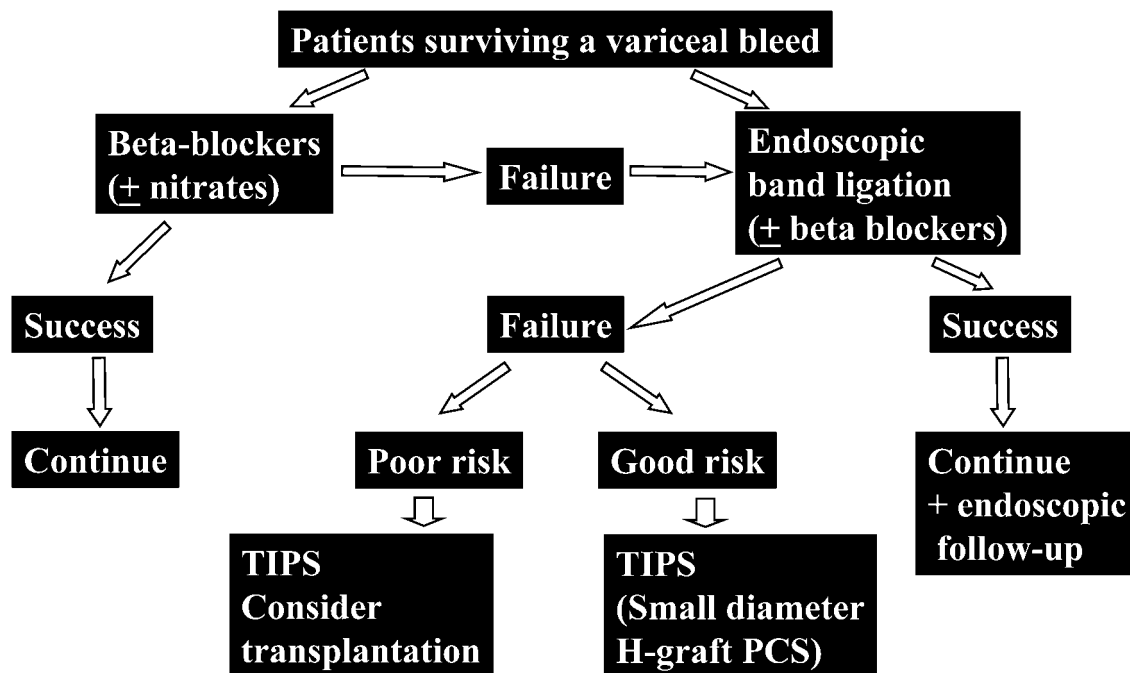 Patients surviving a variceal bleed
Beta-blockers
(± nitrates)
Failure
Endoscopic
band ligation
(± beta blockers)
Success
Failure
Success
Continue
Poor risk
Good risk
Continue
+ endoscopic
follow-up
TIPS
Consider
transplantation
TIPS
(Small diameter
H-graft PCS)